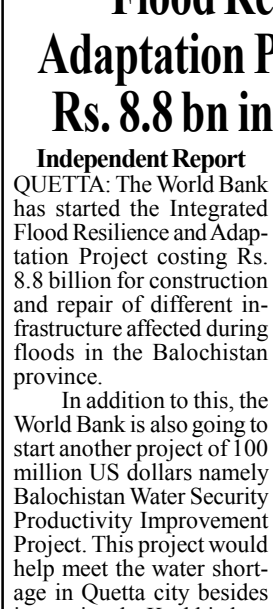 Flood Re
Adaptation P
Rs. 8.8 bn in
Independent Report
QUETTA: The World Bank
has started the Integrated
Flood Resilience and Adap-
tation Project costing Rs.
8.8 billion for construction
and repair of different in-
frastructure affected during
floods in the Balochistan
province.
In addition to this, the
World Bank is also going to
start another project of 100
million US dollars namely
Balochistan Water Security
Productivity Improvement
Project. This project would
help meet the water short-
age in Quetta city besides